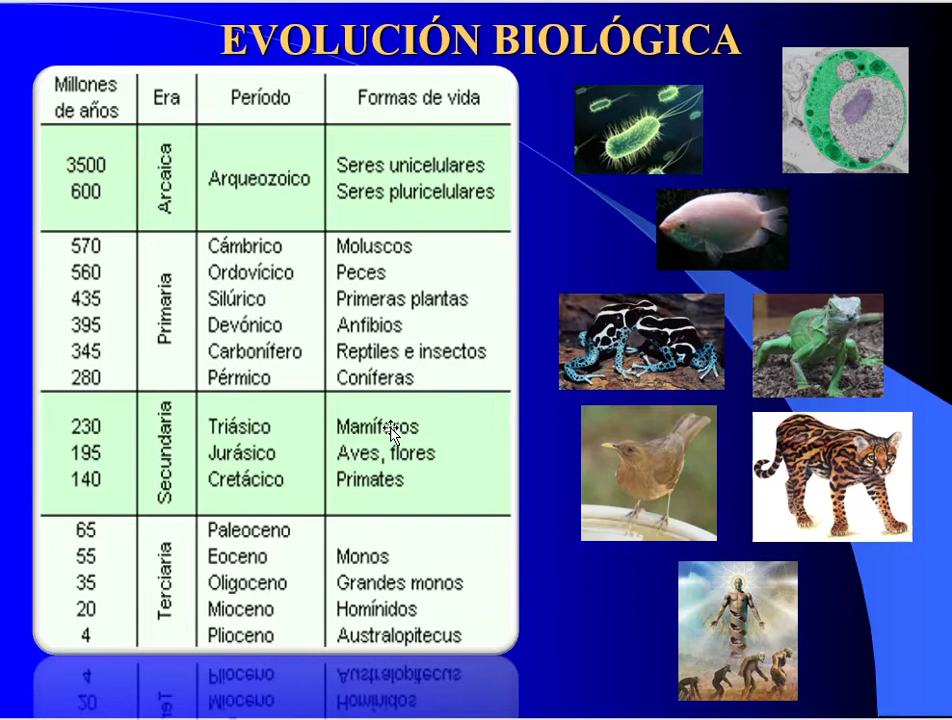 EVOLUCIÓN BIOLÓGICA
Millones de años Era Período Formas de vida
Arcaica
3500 Arqueozoico Seres unicelulares
600 Seres pluricelulares
Primaria
570 Cámbrico Moluscos
560 Ordovícico Peces
435 Silúrico Primeras plantas
395 Devónico Anfibios
345 Carbonífero Reptiles e insectos
280 Pérmico Coníferas
Secundaria
230 Triásico Mamíferos
195 Jurásico Aves, flores
140 Cretácico Primates
Terciaria
65 Paleoceno
55 Eoceno Monos
35 Oligoceno Grandes monos
20 Mioceno Homínidos
4 Plioceno Australopitecus